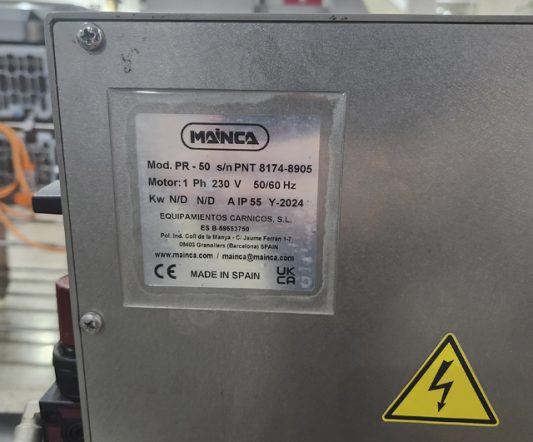 MAINCA
Mod. PR - 50 s/n PNT 8174-8905
Motor: 1 Ph 230 V 50/60 Hz
Kw N/D N/D A IP 55 Y-2024
EQUIPAMIENTOS CARNICOS, S.L.
ES B-58653750
Pol. Ind. Coll de la Manya - C/ Jaume Ferran 1-7
08403 Granollers (Barcelona) SPAIN
www.mainca.com / mainca@mainca.com
CE MADE IN SPAIN UK
CA